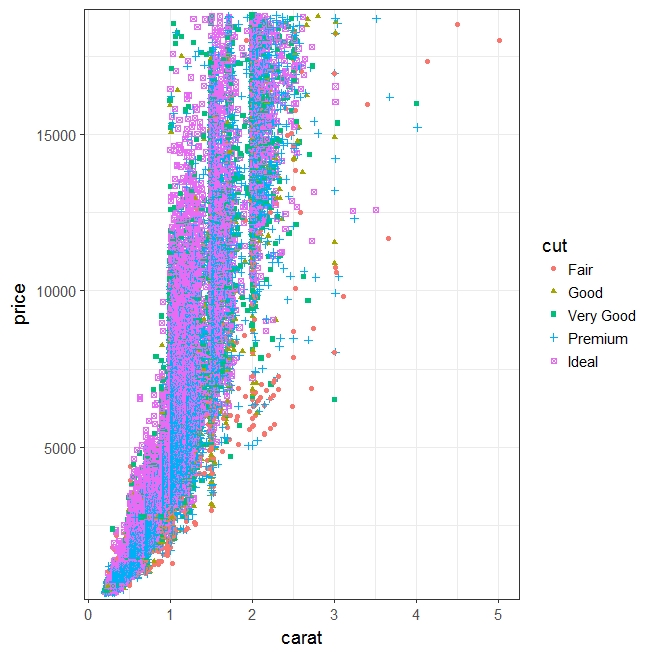 15000
10000
5000
price
0 1 2 3 4 5
carat
cut
Fair
Good
Very Good
Premium
Ideal